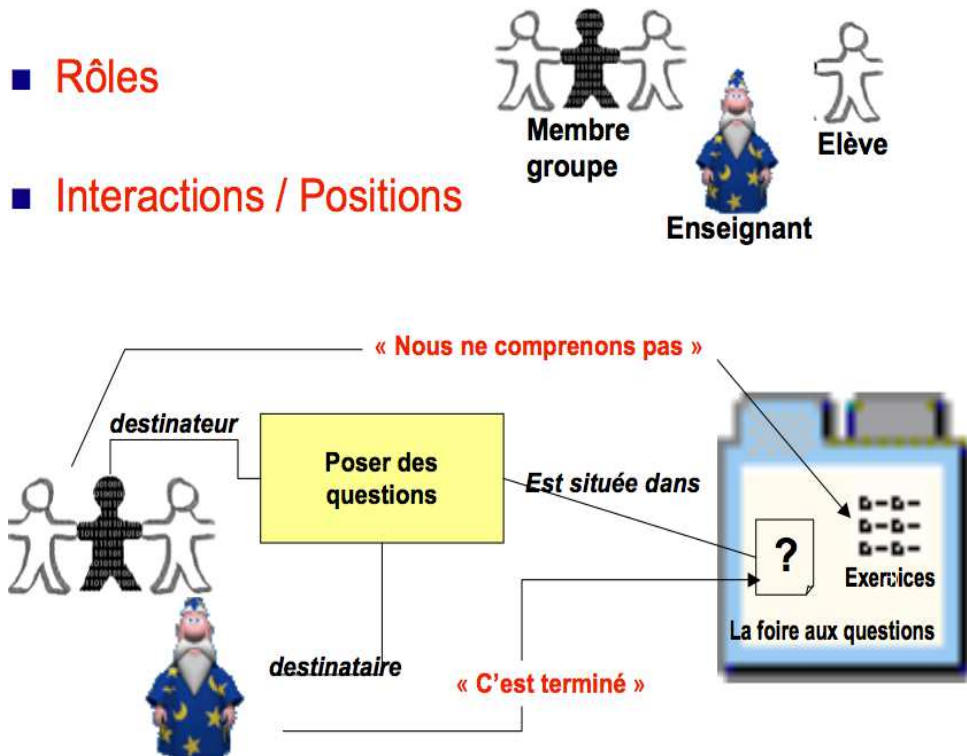 Rôles
Membre
groupe
Elève
Interactions / Positions
Enseignant
« Nous ne comprenons pas »
destinateur
Poser des
questions
Est située dans
?
Exercices
La foire aux questions
destinataire
« C’est terminé »